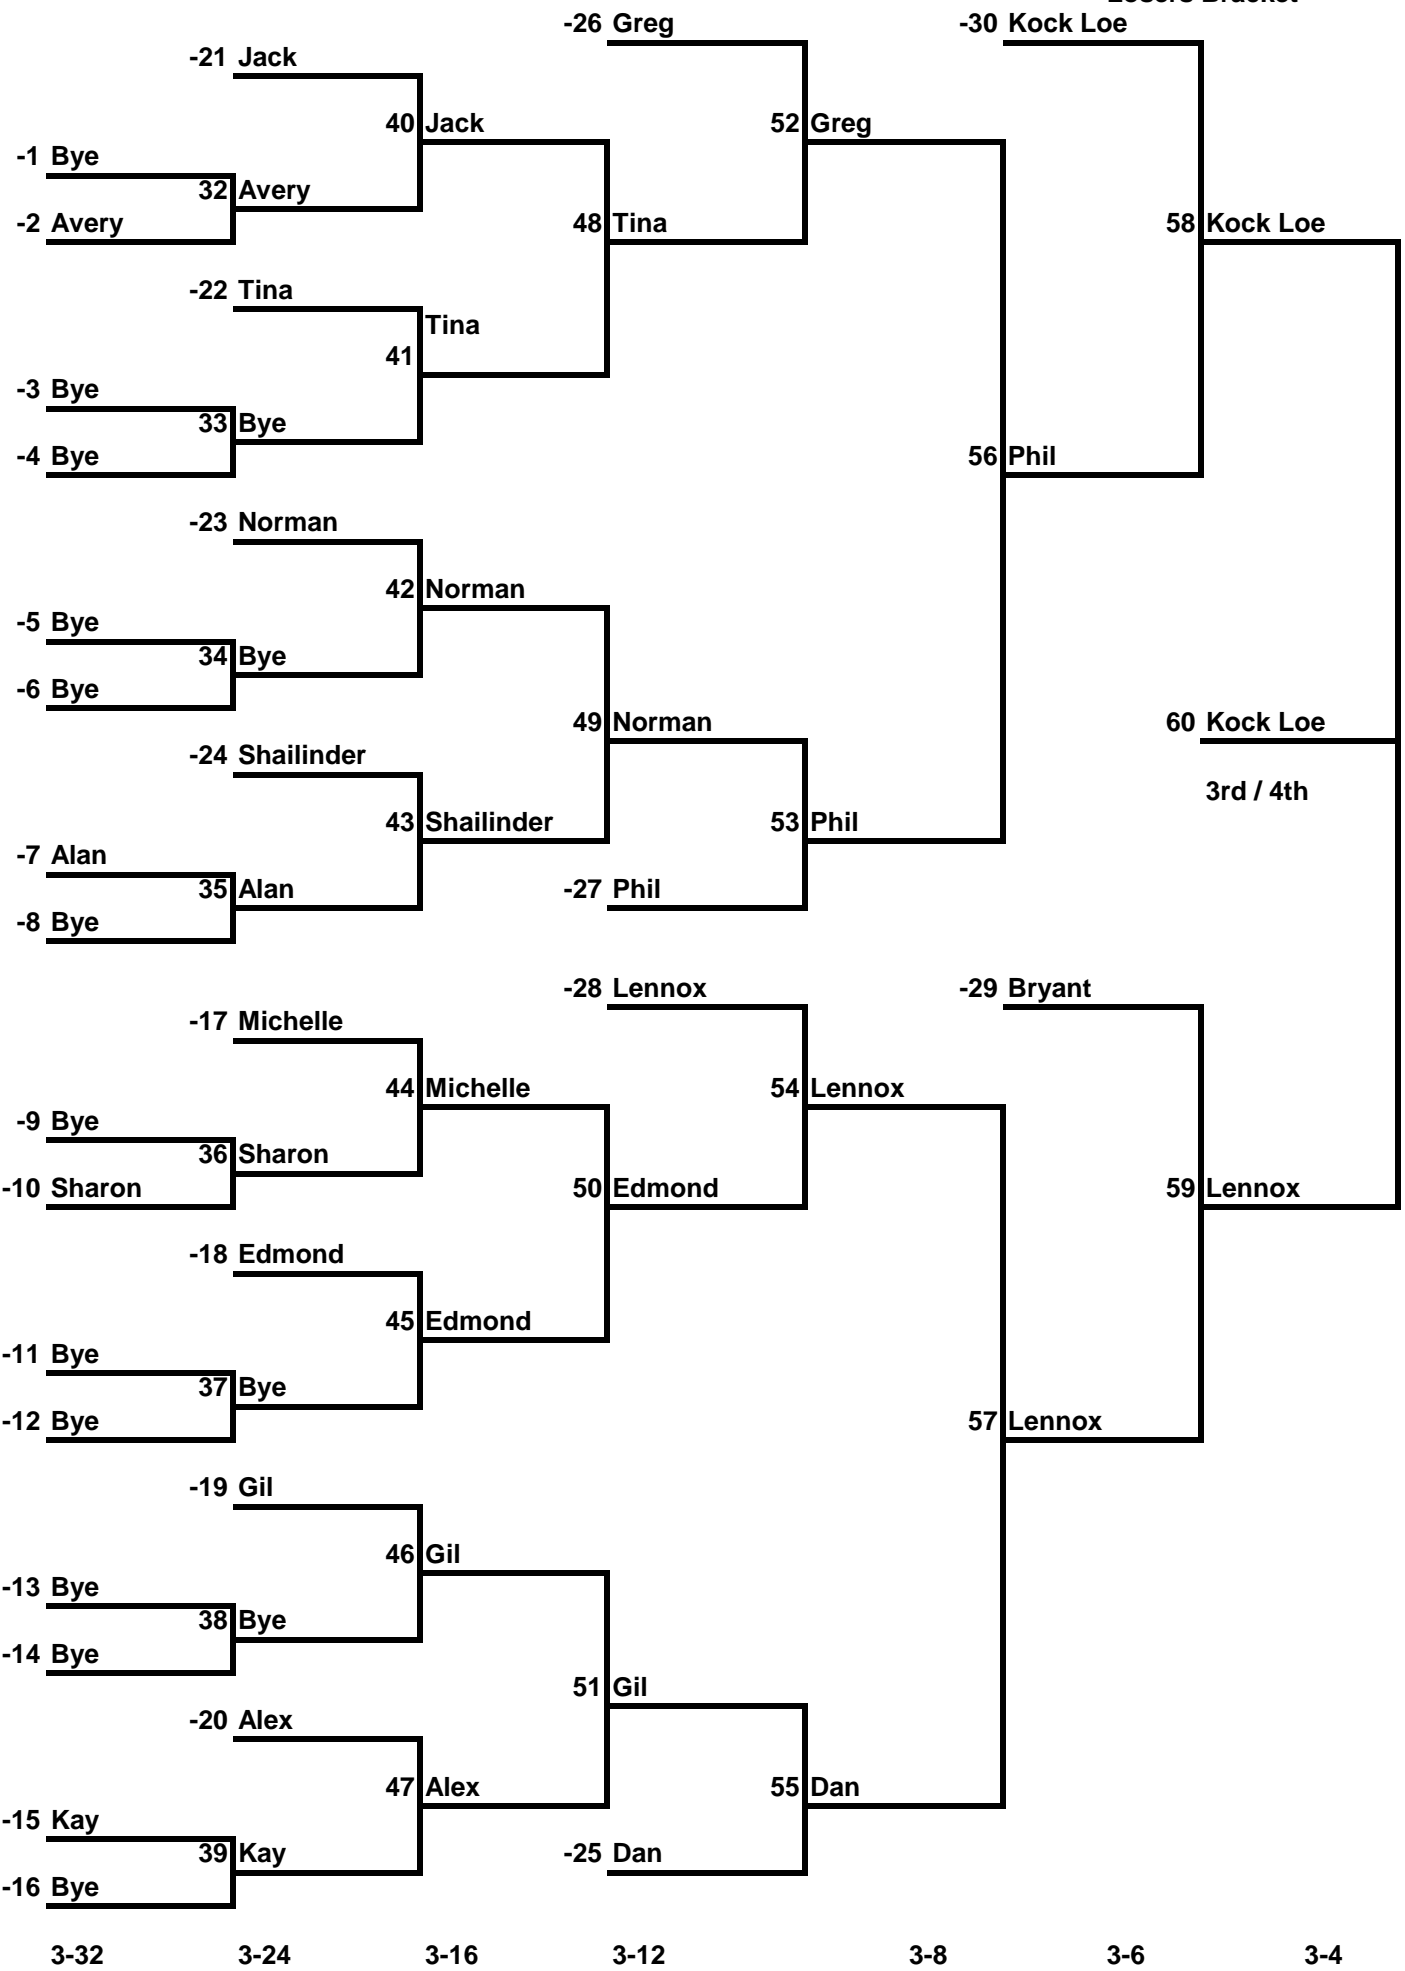 Losers Bracket
-26 Greg
-30 Kock Loe
-21 Jack
40 Jack
52 Greg
-1 Bye
32 Avery
-2 Avery
48 Tina
58 Kock Loe
-22 Tina
Tina
41
-3 Bye
33 Bye
-4 Bye
56 Phil
-23 Norman
42 Norman
-5 Bye
34 Bye
-6 Bye
49 Norman
60 Kock Loe
-24 Shailinder
3rd / 4th
43 Shailinder
53 Phil
-7 Alan
35 Alan
-27 Phil
-8 Bye
-28 Lennox
-29 Bryant
-17 Michelle
44 Michelle
54 Lennox
-9 Bye
36 Sharon
-10 Sharon
50 Edmond
59 Lennox
-18 Edmond
45 Edmond
-11 Bye
37 Bye
-12 Bye
57 Lennox
-19 Gil
46 Gil
-13 Bye
38 Bye
-14 Bye
51 Gil
-20 Alex
47 Alex
55 Dan
-15 Kay
39 Kay
-25 Dan
-16 Bye
3-32 3-24 3-16 3-12 3-8 3-6 3-4